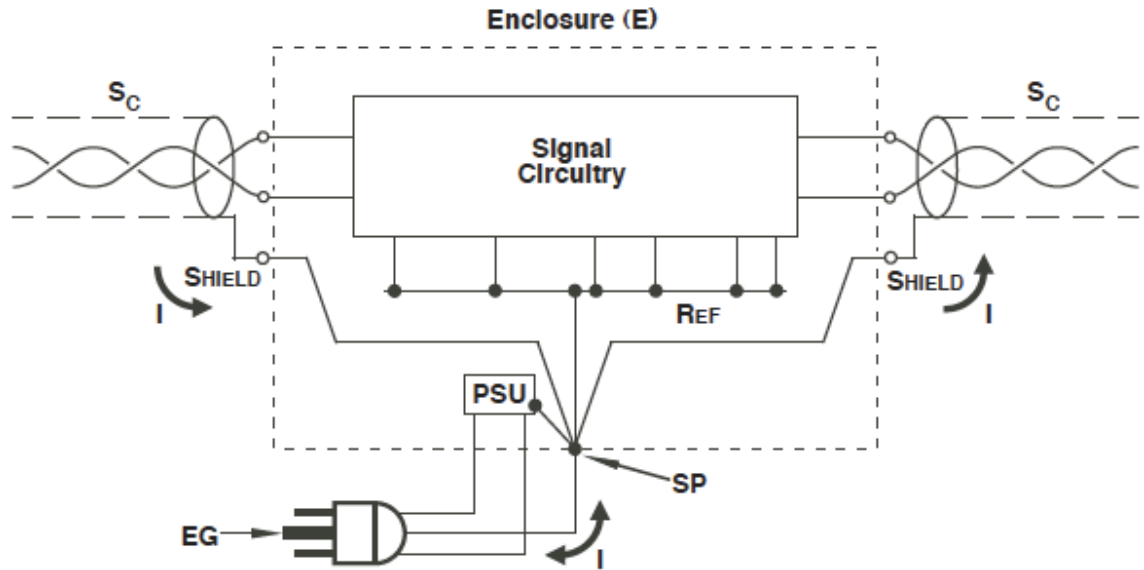 Enclosure (E)
SC
SC
Signal
Circuitry
SHIELD
SHIELD
I
I
REF
PSU
SP
EG
I